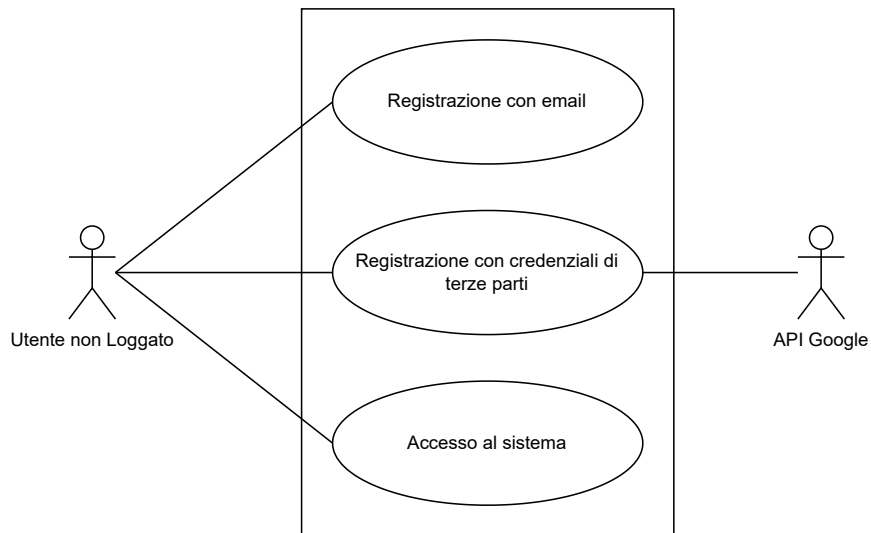 Registrazione con email
Registrazione con credenziali di
terze parti
Utente non Loggato
API Google
Accesso al sistema